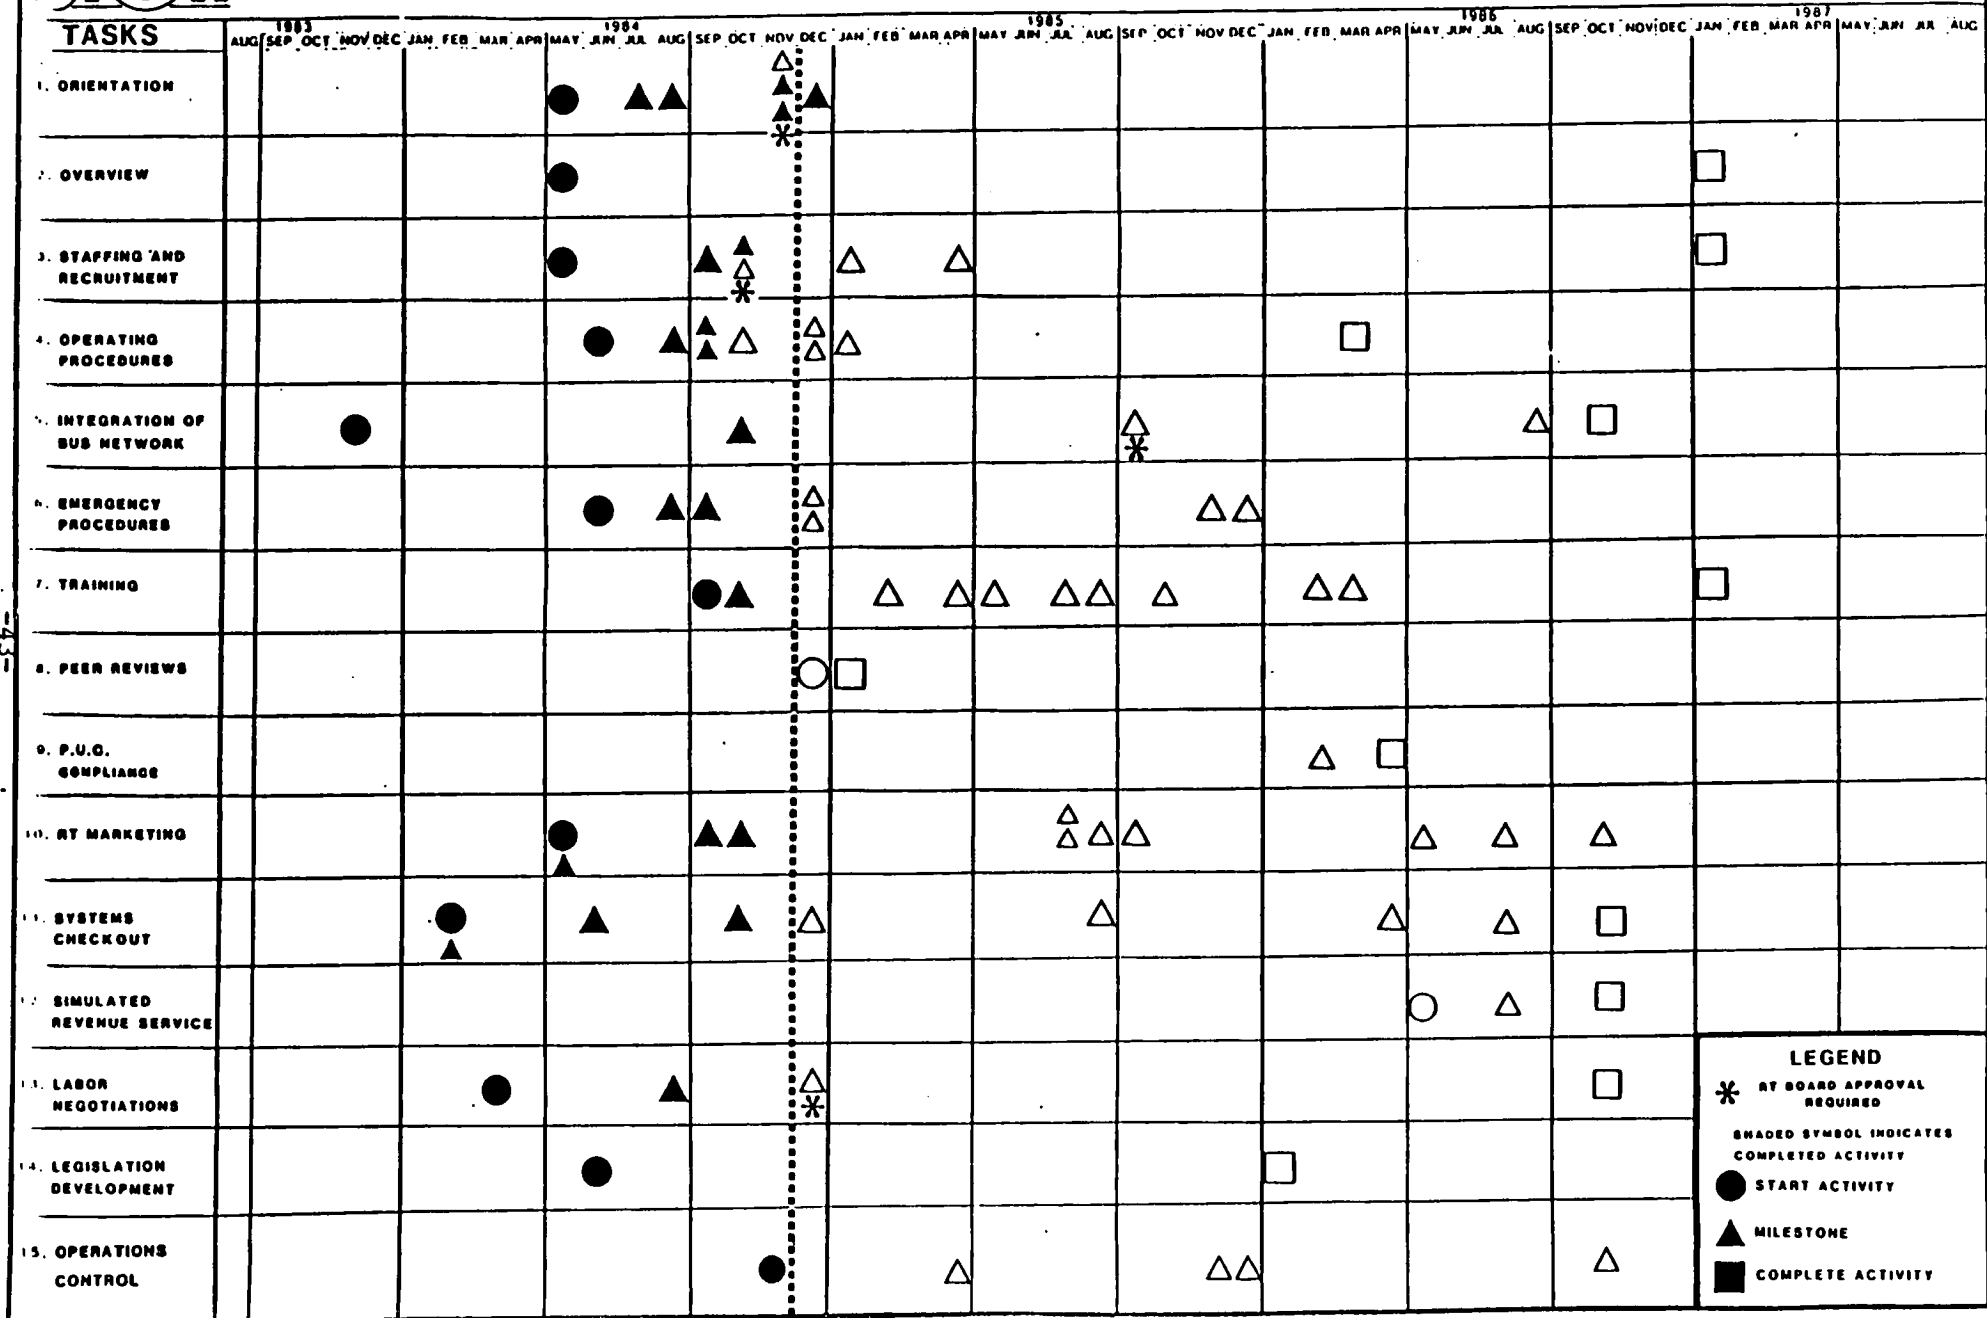 1983 1984 1985 1986 1987
TASKS AUG SEP OCT NOV DEC JAN FEB MAR APR MAY JUN JUL AUG SEP OCT NOV DEC JAN FEB MAR APR MAY JUN JUL AUG SEP OCT NOV DEC JAN FEB MAR APR MAY JUN JUL AUG SEP OCT NOV DEC JAN FEB MAR APR MAY JUN JUL AUG
1. ORIENTATION
2. OVERVIEW
3. STAFFING AND
RECRUITMENT
4. OPERATING
PROCEDURES
5. INTEGRATION OF
BUS NETWORK
6. EMERGENCY
PROCEDURES
7. TRAINING
-43-
8. PEER REVIEWS
9. P.U.C.
COMPLIANCE
10. RT MARKETING
11. SYSTEMS
CHECKOUT
12. SIMULATED
REVENUE SERVICE
13. LABOR
NEGOTIATIONS
14. LEGISLATION
DEVELOPMENT
15. OPERATIONS
CONTROL
LEGEND
RT BOARD APPROVAL
REQUIRED
SHADED SYMBOL INDICATES
COMPLETED ACTIVITY
START ACTIVITY
MILESTONE
COMPLETE ACTIVITY